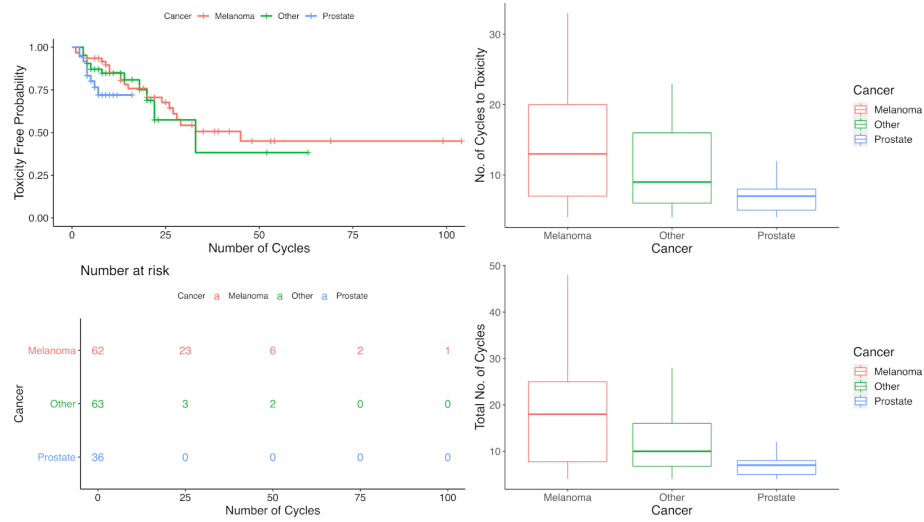 Cancer Melanoma Other Prostate
Toxicity Free Probability
1.00
0.75
0.50
0.25
0.00
0 25 50 75 100
Number of Cycles
Number at risk
Cancer a Melanoma a Other a Prostate
Cancer
Melanoma 62 23 6 2 1
Other 63 3 2 0 0
Prostate 36 0 0 0 0
0 25 50 75 100
Number of Cycles
No. of Cycles to Toxicity
30
20
10
Melanoma Other Prostate
Cancer
Cancer
Melanoma
Other
Prostate
Total No. of Cycles
50
40
30
20
10
Melanoma Other Prostate
Cancer
Cancer
Melanoma
Other
Prostate